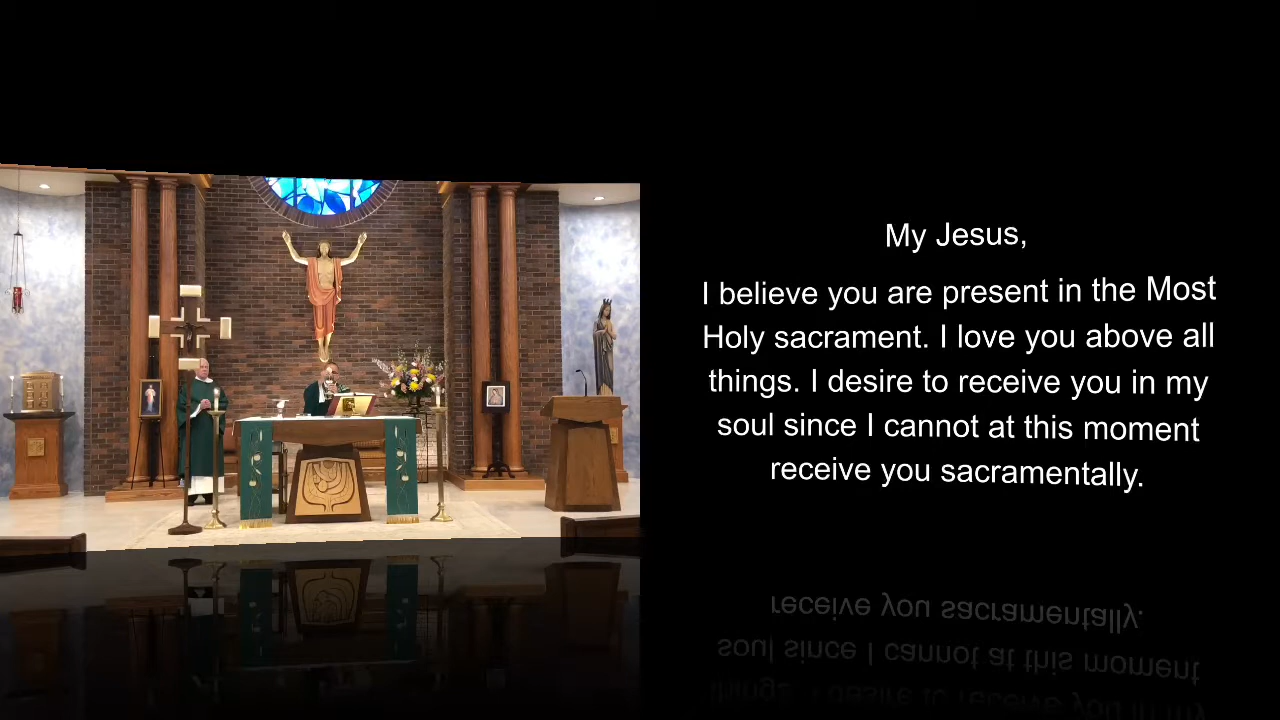 My Jesus,
I believe you are present in the Most
Holy sacrament. I love you above all
things. I desire to receive you in my
soul since I cannot at this moment
receive you sacramentally.